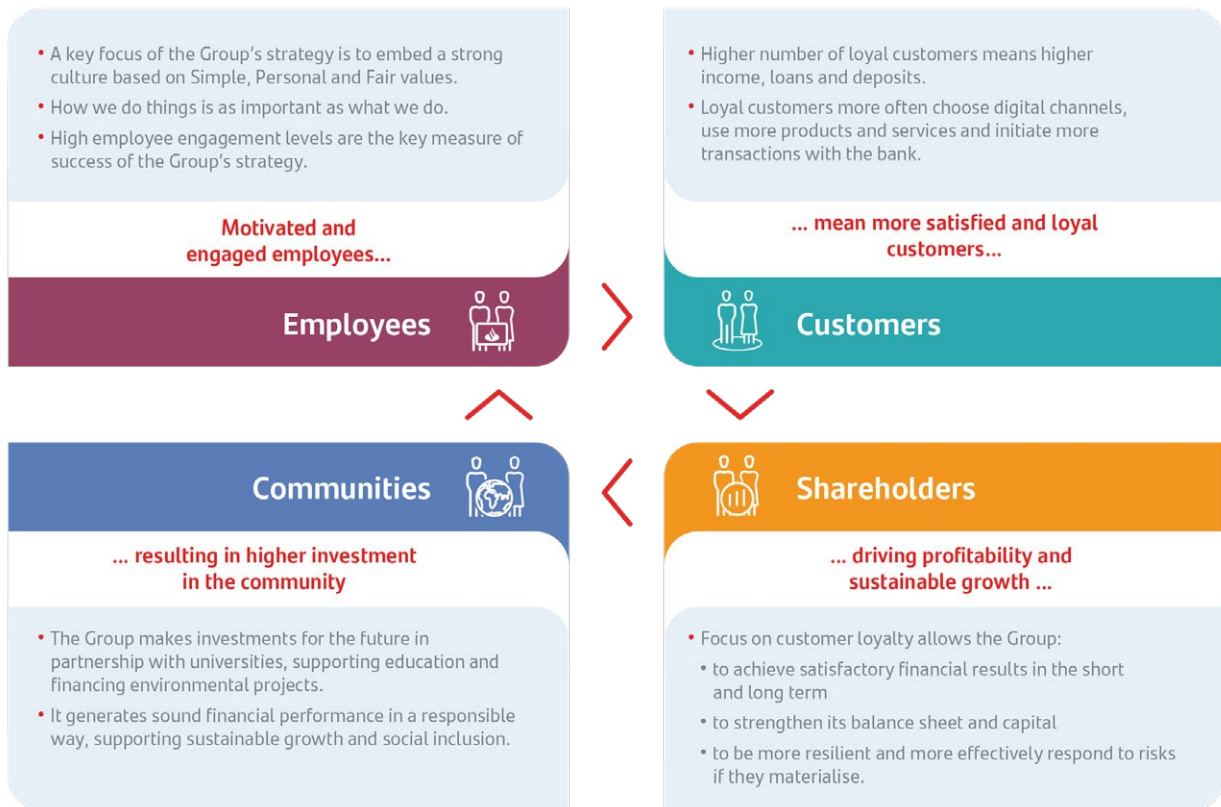 • A key focus of the Group's strategy is to embed a strong
culture based on Simple, Personal and Fair values.
• How we do things is as important as what we do.
• High employee engagement levels are the key measure of
success of the Group's strategy.
Motivated and
engaged employees...
Employees
• Higher number of loyal customers means higher
income, loans and deposits.
• Loyal customers more often choose digital channels,
use more products and services and initiate more
transactions with the bank.
... mean more satisfied and loyal
customers...
Customers
Communities
... resulting in higher investment
in the community
• The Group makes investments for the future in
partnership with universities, supporting education and
financing environmental projects.
• It generates sound financial performance in a responsible
way, supporting sustainable growth and social inclusion.
Shareholders
... driving profitability and
sustainable growth ...
• Focus on customer loyalty allows the Group:
• to achieve satisfactory financial results in the short
and long term
• to strengthen its balance sheet and capital
• to be more resilient and more effectively respond to risks
if they materialise.